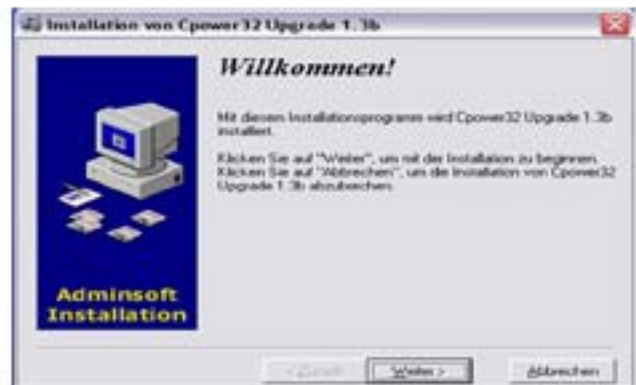 Installation von Cpower32 Upgrade 1.3b
Willkommen!
Mit diesem Installationsprogramm wird Cpower32 Upgrade 1.3b
installiert.
Klicken Sie auf "Weiter", um mit der Installation zu beginnen.
Klicken Sie auf "Abbrechen", um die Installation von Cpower32
Upgrade 1.3b abzubrechen.
Adminsoft
Installation
< Zurück
Weiter >
Abbrechen